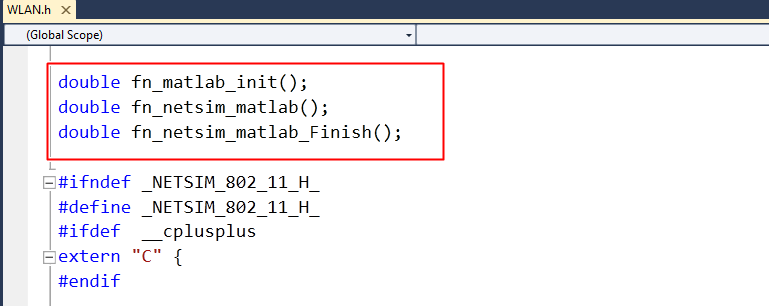 WLAN.h
(Global Scope)
double fn_matlab_init();
double fn_netsim_matlab();
double fn_netsim_matlab_Finish();
#ifndef _NETSIM_802_11_H_
#define _NETSIM_802_11_H_
#ifdef  __cplusplus
extern "C" {
#endif